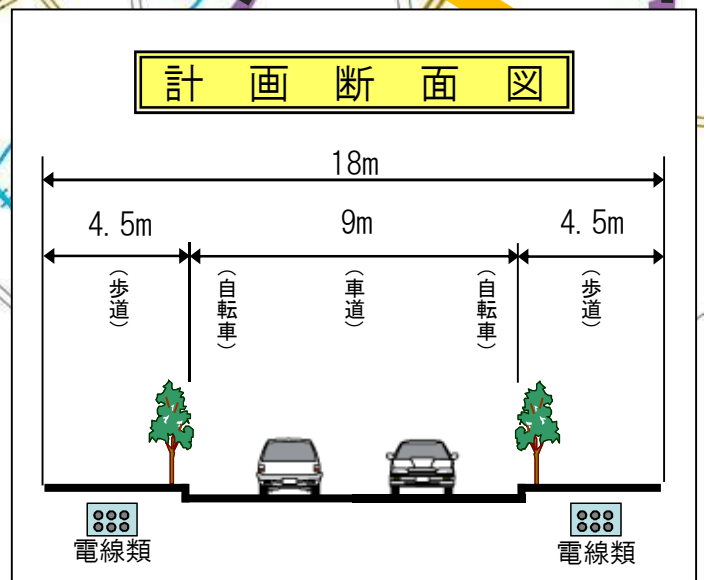 計画断面図
18m
4.5m
9m
4.5m
(歩道)
(自転車)
(車道)
(自転車)
(歩道)
電線類
電線類